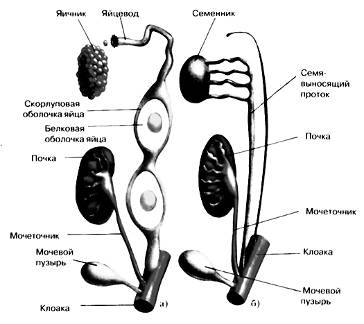 Яичник
Яйцевод
Скорлуповая
оболочка яйца
Белковая
оболочка яйца
Почка
Мочеточник
Мочевой
пузырь
Клоака
а)
Семенник
Семя-
выносящий
проток
Почка
Мочеточник
Клоака
Мочевой
пузырь
б)